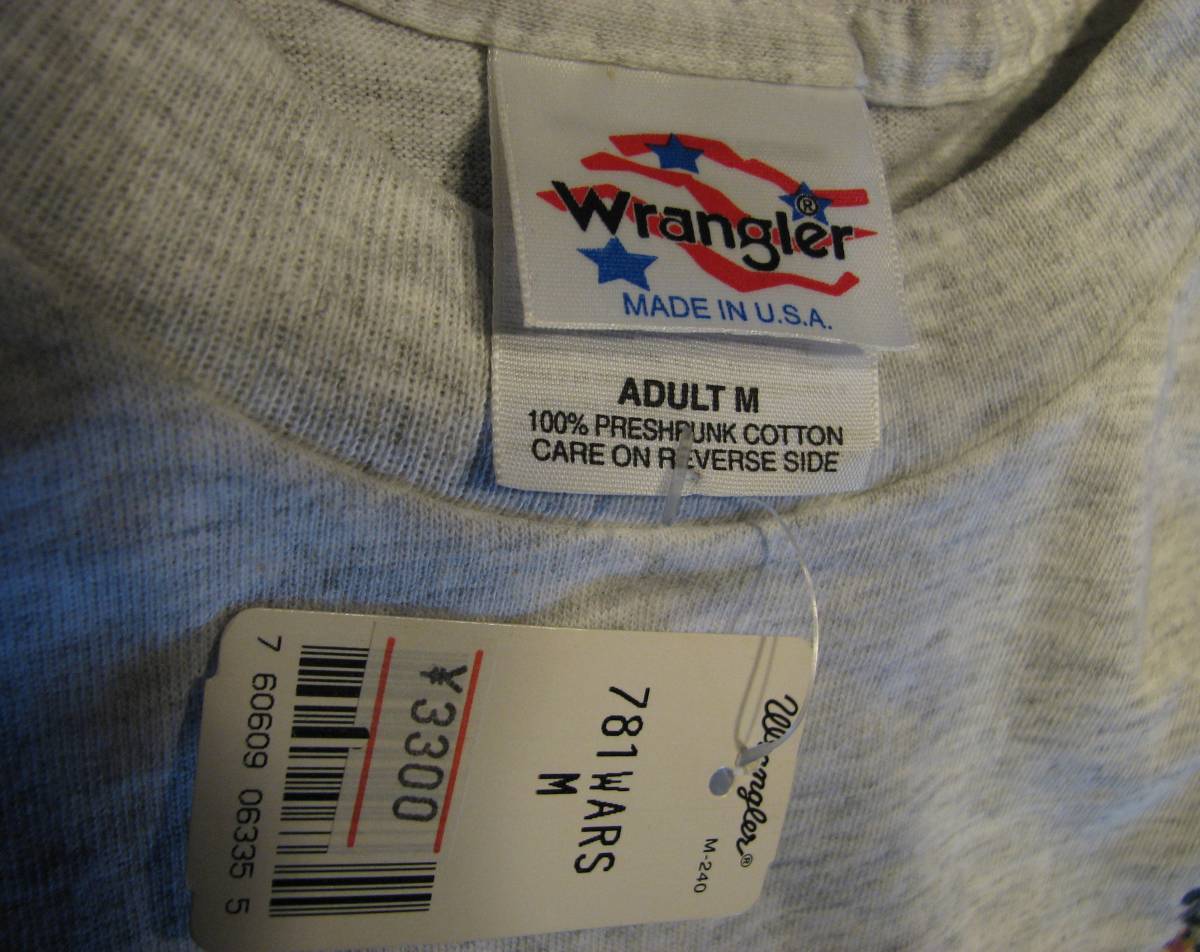 Wrangler®
MADE IN U.S.A.
ADULT M
100% PRESHRUNK COTTON
CARE ON REVERSE SIDE
Wrangler®
M-240
781WARS
M
¥3300
7 60609 06335 5